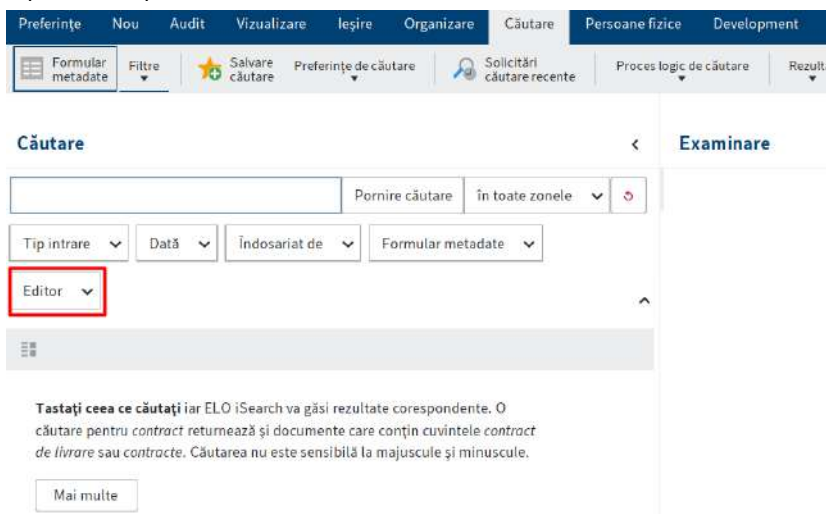 Preferințe Nou Audit Vizualizare Ieșire Organizare Căutare Persoane fizice Development
Formular metadate Filtre Salvare căutare Preferințe de căutare Solicitări căutare recente Proces logic de căutare
Căutare Examinare
Pornire căutare în toate zonele
Tip intrare Dată Îndosariat de Formular metadate
Editor
Tastați ceea ce căutați iar ELO iSearch va găsi rezultate corespondente. O
căutare pentru contract returnează și documente care conțin cuvintele contract
de livrare sau contracte. Căutarea nu este sensibilă la majuscule și minuscule.
Mai multe